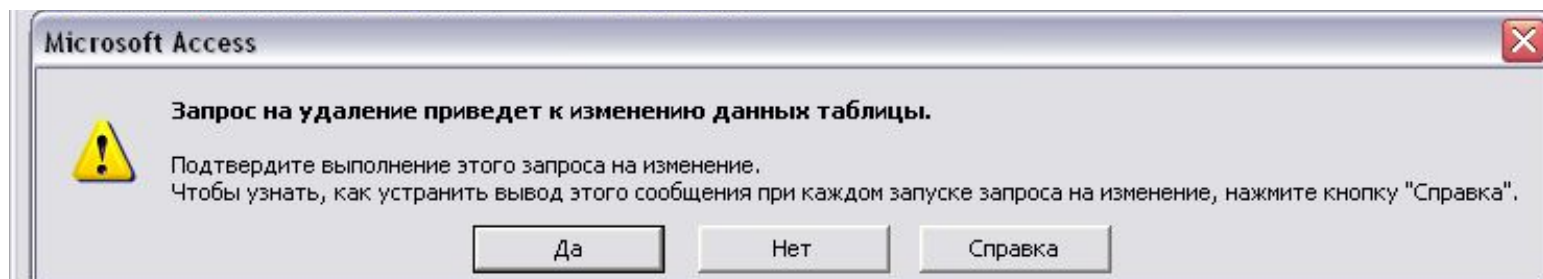 Microsoft Access
Запрос на удаление приведет к изменению данных таблицы.
Подтвердите выполнение этого запроса на изменение.
Чтобы узнать, как устранить вывод этого сообщения при каждом запуске запроса на изменение, нажмите кнопку "Справка".
Да Нет Справка